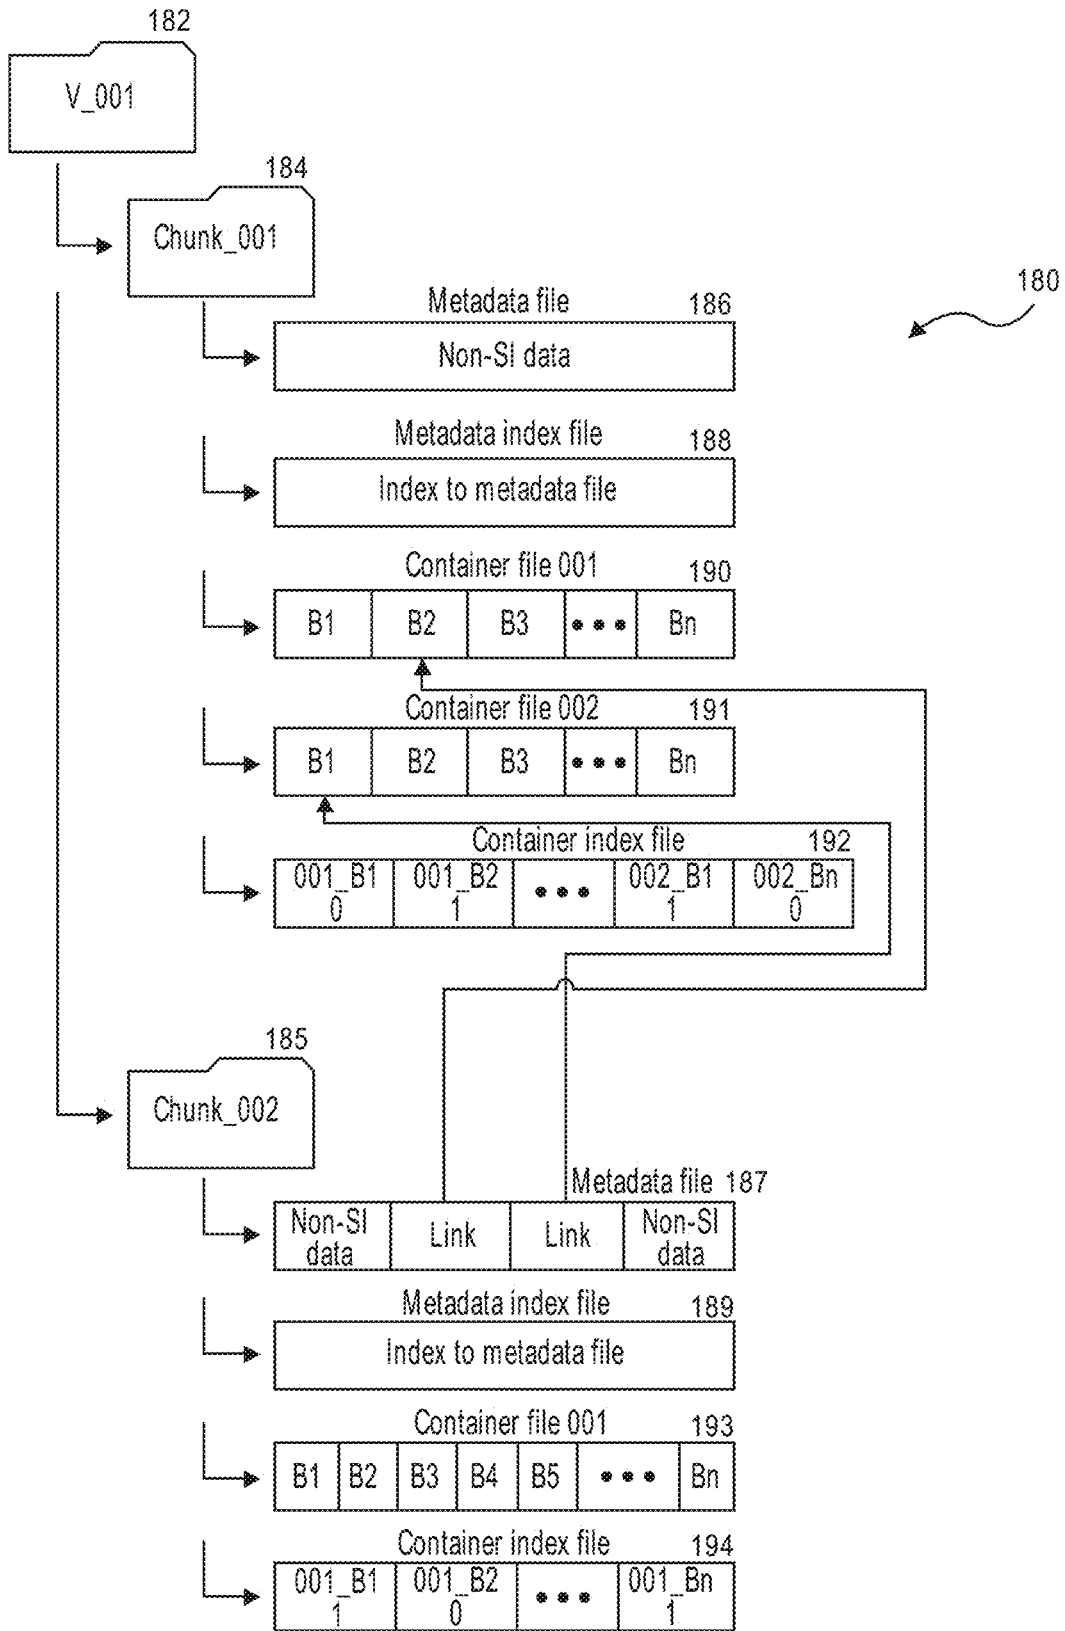 182
V_001
184
Chunk_001
180
Metadata file 186
Non-SI data
Metadata index file 188
Index to metadata file
Container file 001 190
B1 B2 B3 ••• Bn
Container file 002 191
B1 B2 B3 ••• Bn
Container index file 192
001_B1 001_B2 ••• 002_B1 002_Bn
0 1 1 0
185
Chunk_002
Metadata file 187
Non-SI Link Link Non-SI
data data
Metadata index file 189
Index to metadata file
Container file 001 193
B1 B2 B3 B4 B5 ••• Bn
Container index file 194
001_B1 001_B2 ••• 001_Bn
1 0 1